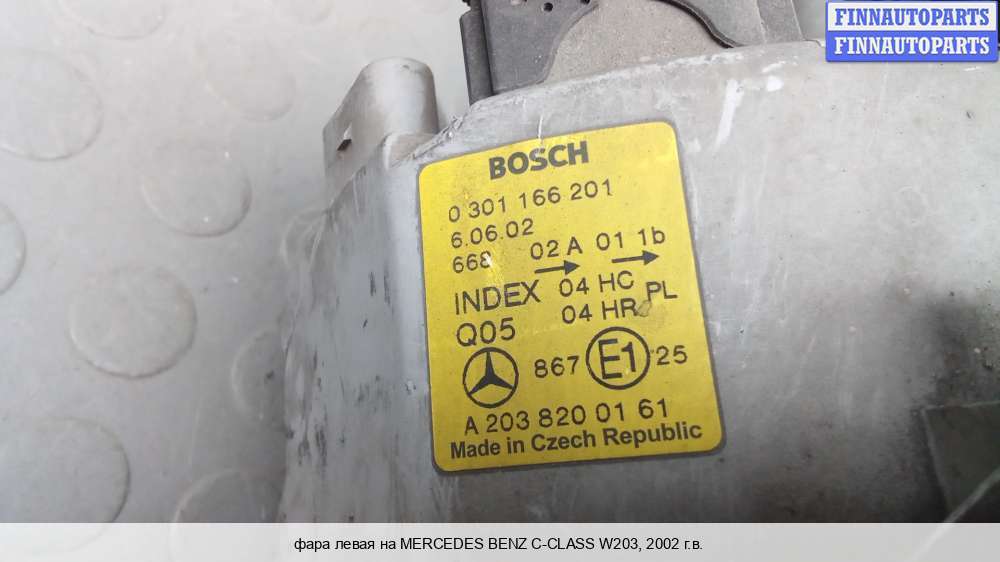 FINNAUTOPARTS
FINNAUTOPARTS
BOSCH
0 301 166 201
6.06.02
668 02 A 01 1b
INDEX 04 HC PL
Q05 04 HR
867 E1 25
A 203 820 01 61
Made in Czech Republic
фара левая на MERCEDES BENZ C-CLASS W203, 2002 г.в.